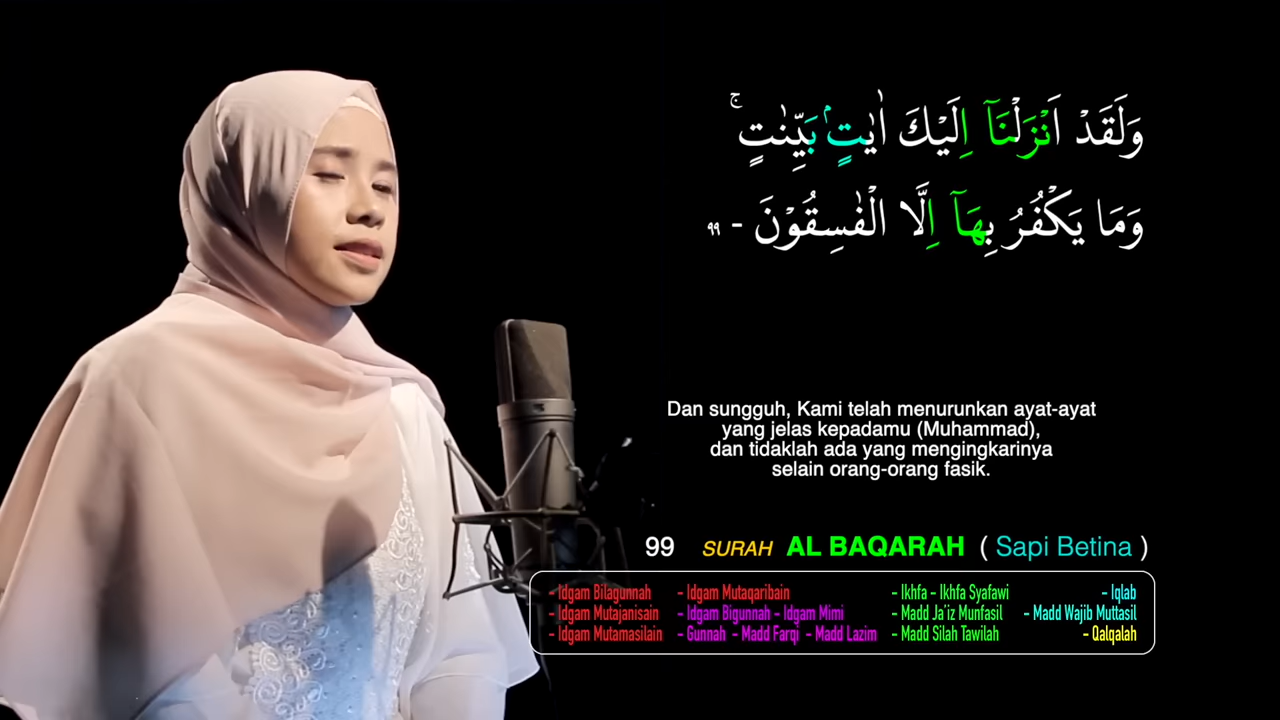 وَلَقَدْ اَنْزَلْنَآ اِلَيْكَ اٰيٰتٍۢ بَيِّنٰتٍۚ
وَمَا يَكْفُرُ بِهَآ اِلَّا الْفٰسِقُوْنَ - ٩٩
Dan sungguh, Kami telah menurunkan ayat-ayat
yang jelas kepadamu (Muhammad),
dan tidaklah ada yang mengingkarinya
selain orang-orang fasik.
99 SURAH AL BAQARAH ( Sapi Betina )
- Idgam Bilagunnah - Idgam Mutaqaribain - Ikhfa - Ikhfa Syafawi - Iqlab
- Idgam Mutajanisain - Idgam Bigunnah - Idgam Mimi - Madd Ja'iz Munfasil - Madd Wajib Muttasil
- Idgam Mutamasilain - Gunnah - Madd Farqi - Madd Lazim - Madd Silah Tawilah - Qalqalah